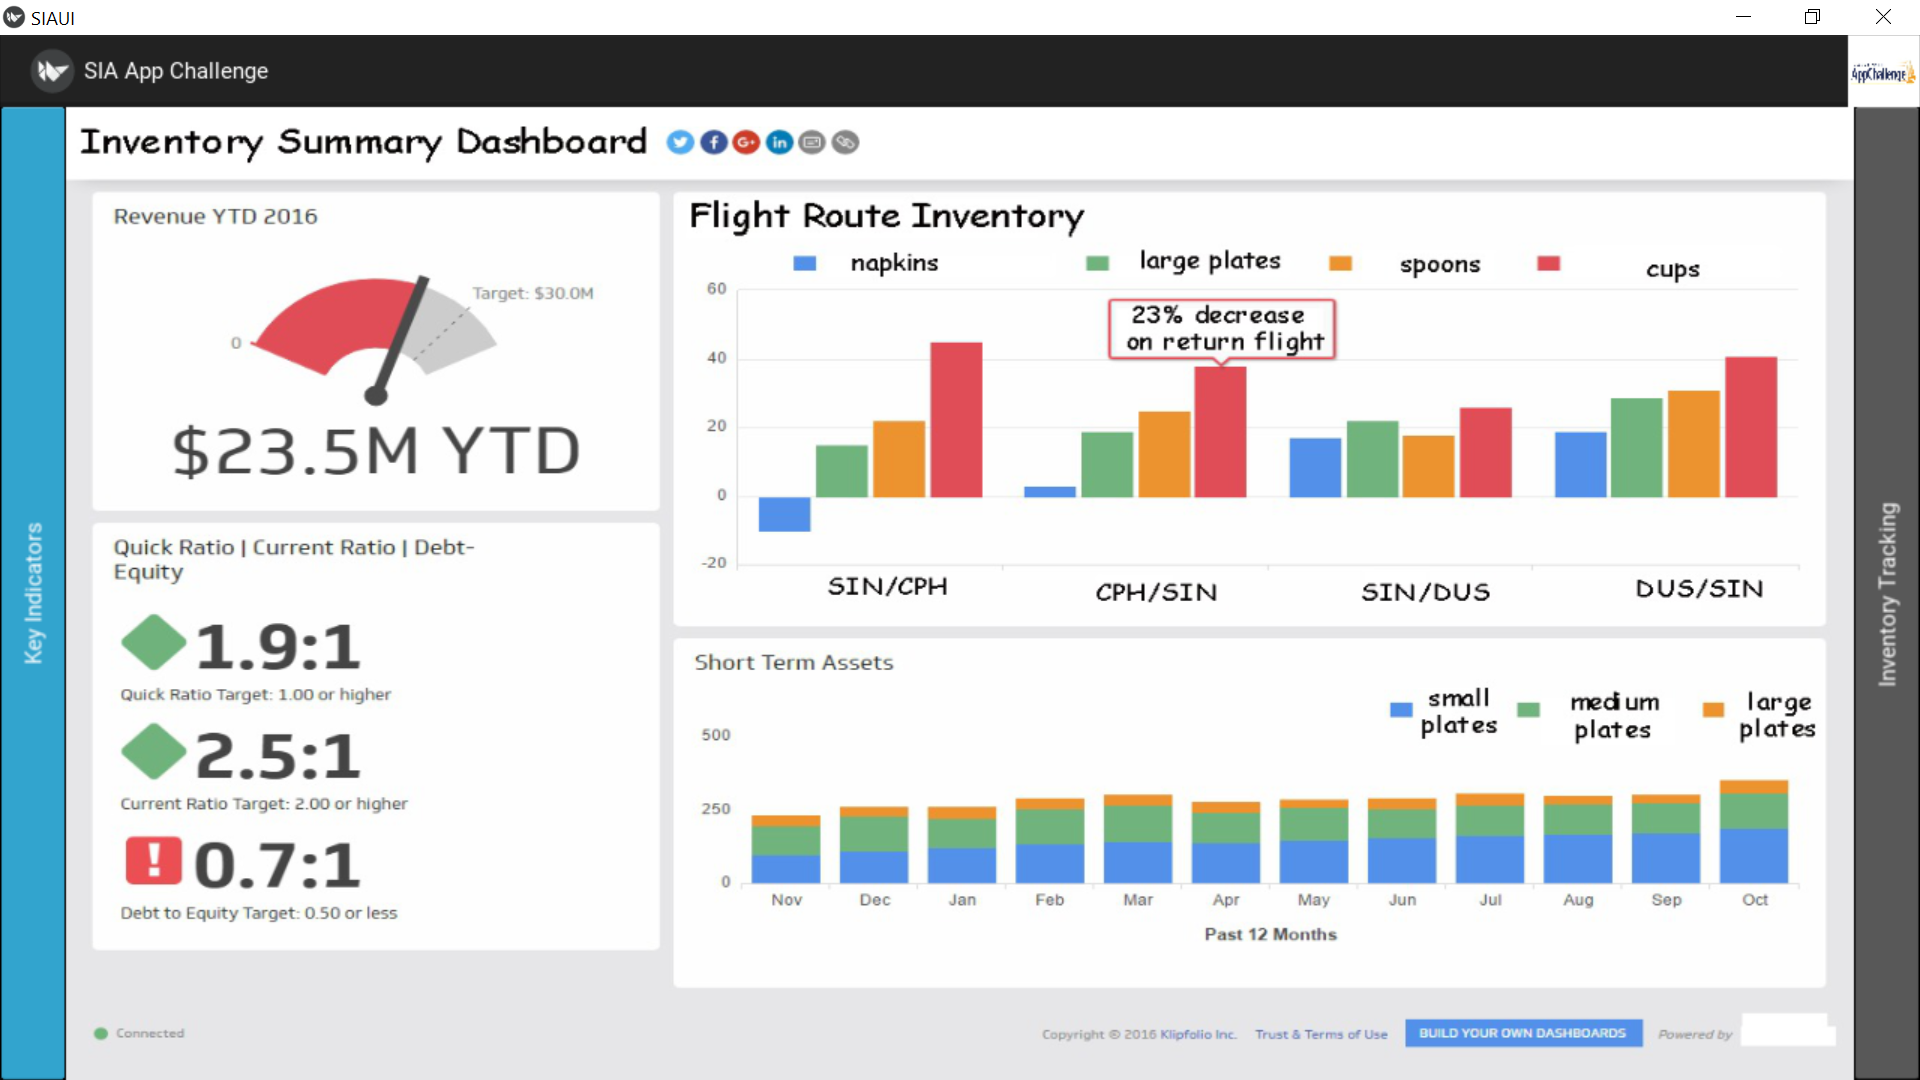 SIAUI
SIA App Challenge
AppChallenge
Key Indicators
Inventory Summary Dashboard
Revenue YTD 2016
Target: $30.0M
0
$23.5M YTD
Quick Ratio | Current Ratio | Debt-
Equity
1.9:1
Quick Ratio Target: 1.00 or higher
2.5:1
Current Ratio Target: 2.00 or higher
!
0.7:1
Debt to Equity Target: 0.50 or less
Flight Route Inventory
napkins large plates spoons cups
60
23% decrease
on return flight
40
20
0
-20
SIN/CPH CPH/SIN SIN/DUS DUS/SIN
Short Term Assets
small
plates
medium
plates
large
plates
500
250
0
Nov Dec Jan Feb Mar Apr May Jun Jul Aug Sep Oct
Past 12 Months
Inventory Tracking
Connected
Copyright © 2016 Klipfolio Inc. Trust & Terms of Use BUILD YOUR OWN DASHBOARDS Powered by